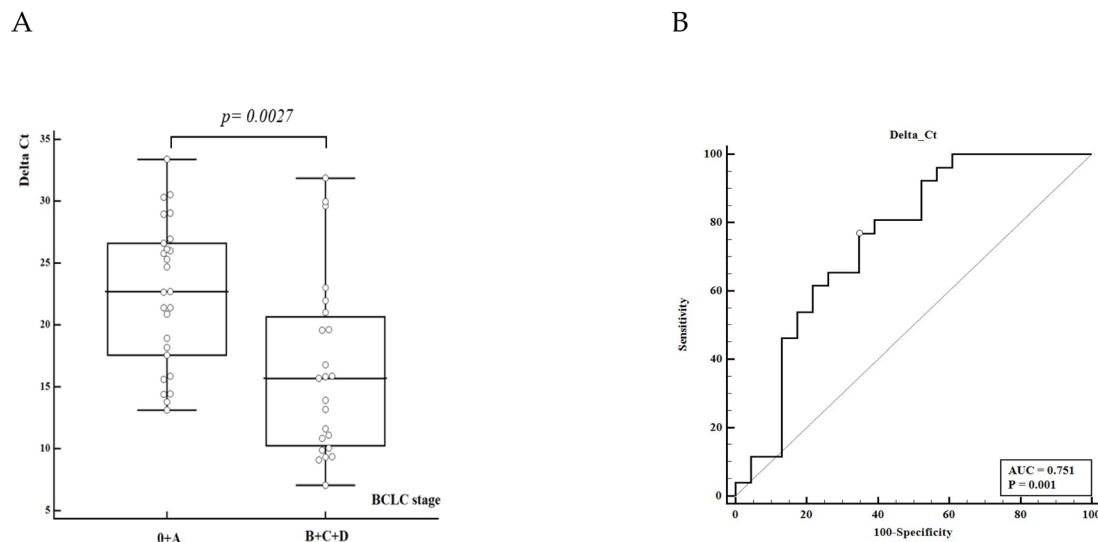 A
B
p= 0.0027
Delta Ct
35
30
25
20
15
10
5
BCLC stage
0+A
B+C+D
Delta_Ct
Sensitivity
100
80
60
40
20
0
AUC = 0.751
P = 0.001
0
20
40
60
80
100
100-Specificity